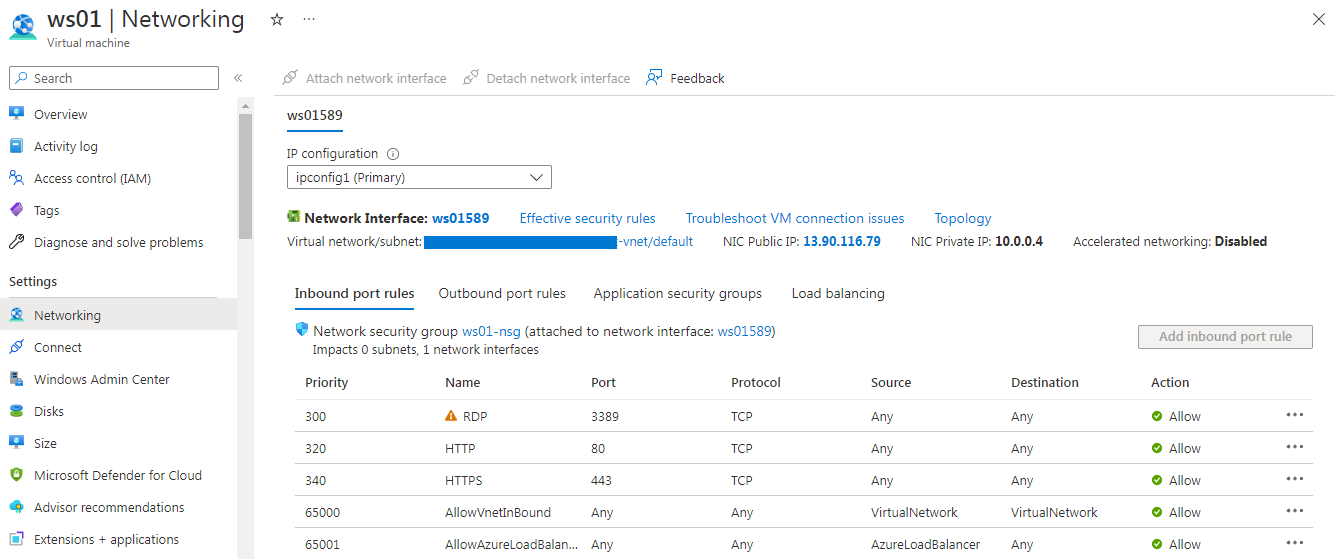 ws01 | Networking
Virtual machine
Search
Attach network interface Detach network interface Feedback
Overview
Activity log
Access control (IAM)
Tags
Diagnose and solve problems
Settings
Networking
Connect
Windows Admin Center
Disks
Size
Microsoft Defender for Cloud
Advisor recommendations
Extensions + applications
ws01589
IP configuration
ipconfig1 (Primary)
Network Interface: ws01589 Effective security rules Troubleshoot VM connection issues Topology
Virtual network/subnet: -vnet/default NIC Public IP: 13.90.116.79 NIC Private IP: 10.0.0.4 Accelerated networking: Disabled
Inbound port rules Outbound port rules Application security groups Load balancing
Network security group ws01-nsg (attached to network interface: ws01589)
Impacts 0 subnets, 1 network interfaces
Add inbound port rule
Priority Name Port Protocol Source Destination Action
300 RDP 3389 TCP Any Any Allow
320 HTTP 80 TCP Any Any Allow
340 HTTPS 443 TCP Any Any Allow
65000 AllowVnetInBound Any Any VirtualNetwork VirtualNetwork Allow
65001 AllowAzureLoadBalan... Any Any AzureLoadBalancer Any Allow